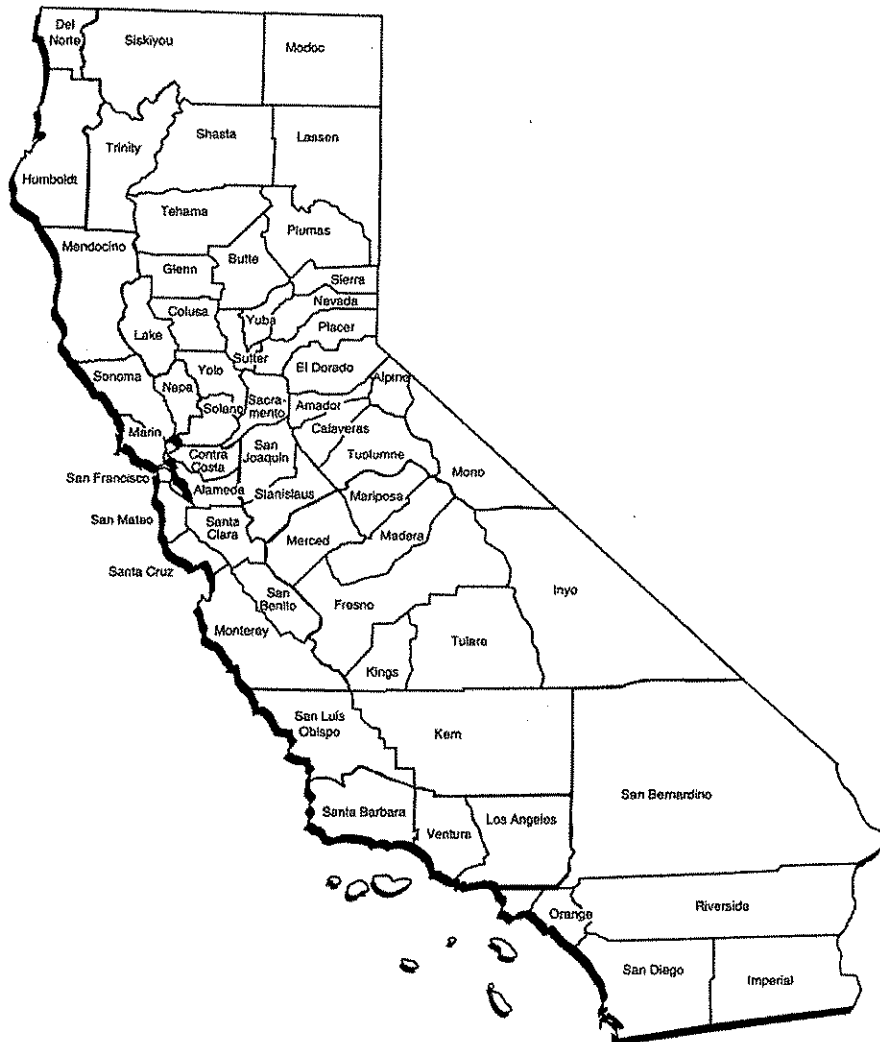 Del
Norte
Siskiyou
Modoc
Humboldt
Trinity
Shasta
Lassen
Tehama
Plumas
Mendocino
Glenn
Butte
Sierra
Colusa
Nevada
Yuba
Lake
Placer
Sutter
Sonoma
Napa
Yolo
El Dorado
Alpine
Solano
Sacra-
mento
Amador
Marin
Calaveras
Contra
Costa
San
Joaquin
Tuolumne
Mono
San Francisco
Alameda
Stanislaus
Mariposa
San Mateo
Santa
Clara
Merced
Madera
Santa Cruz
San
Benito
Fresno
Inyo
Monterey
Tulare
Kings
San Luis
Obispo
Kern
San Bernardino
Santa Barbara
Ventura
Los Angeles
Orange
Riverside
San Diego
Imperial